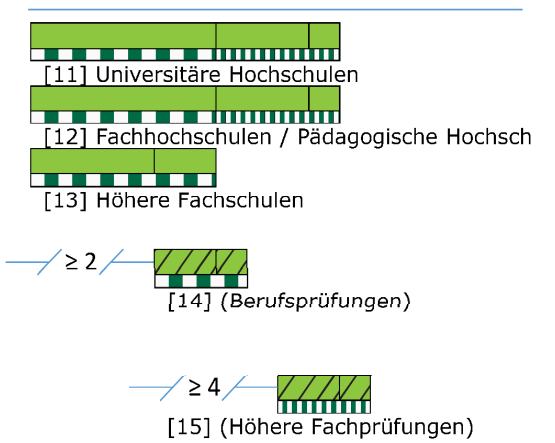 [11] Universitäre Hochschulen
[12] Fachhochschulen / Pädagogische Hochsch
[13] Höhere Fachschulen
≥ 2
[14] (Berufsprüfungen)
≥ 4
[15] (Höhere Fachprüfungen)